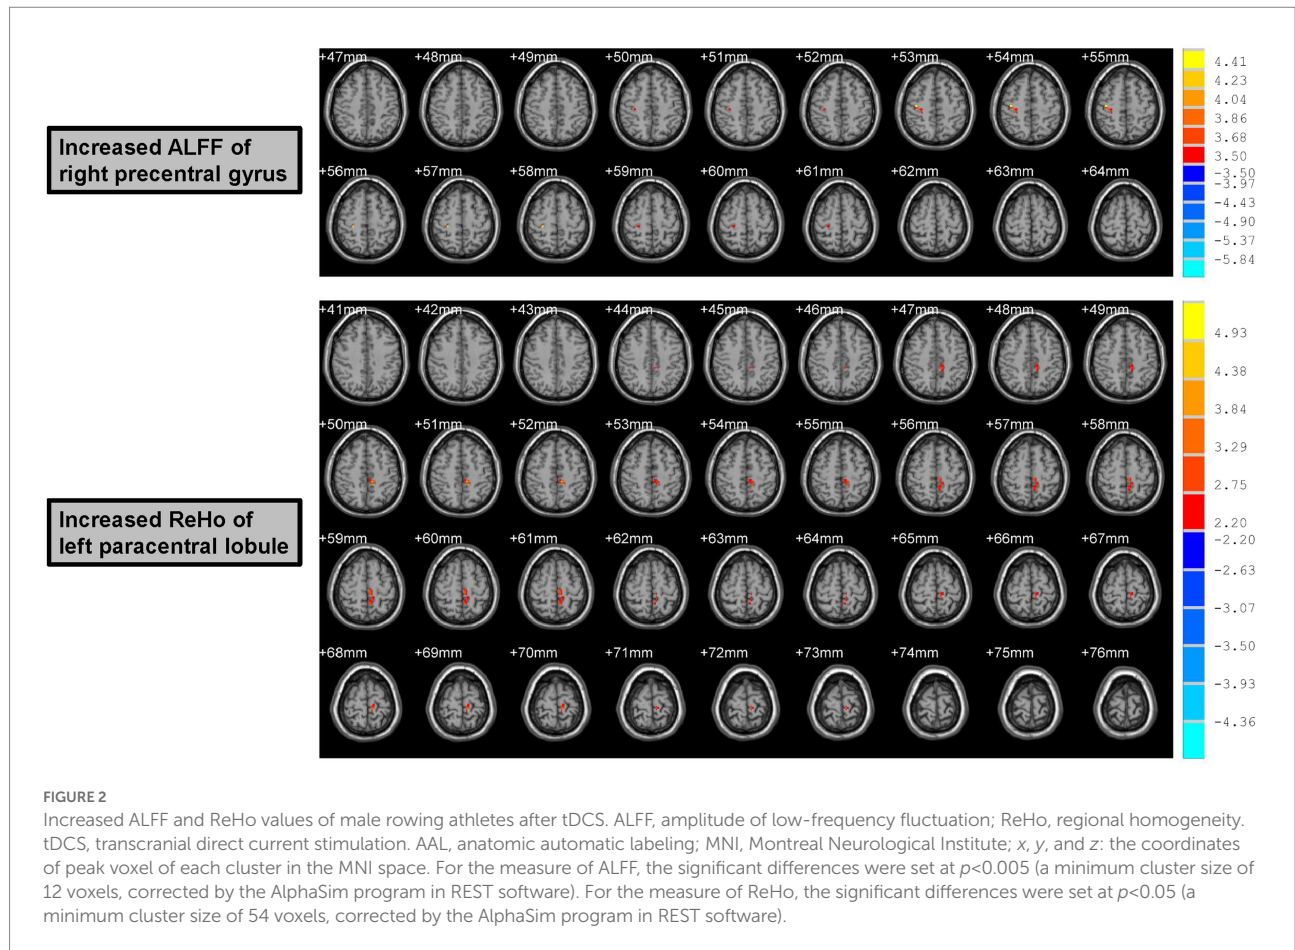 +47mm +48mm +49mm +50mm +51mm +52mm +53mm +54mm +55mm
4.41
4.23
4.04
3.86
3.68
3.50
-3.50
-3.97
-4.43
-4.90
-5.37
-5.84
Increased ALFF of
right precentral gyrus
+56mm +57mm +58mm +59mm +60mm +61mm +62mm +63mm +64mm
+41mm +42mm +43mm +44mm +45mm +46mm +47mm +48mm +49mm
4.93
4.38
3.84
3.29
2.75
2.20
-2.20
-2.63
-3.07
-3.50
-3.93
-4.36
+50mm +51mm +52mm +53mm +54mm +55mm +56mm +57mm +58mm
Increased ReHo of
left paracentral lobule
+59mm +60mm +61mm +62mm +63mm +64mm +65mm +66mm +67mm
+68mm +69mm +70mm +71mm +72mm +73mm +74mm +75mm +76mm
FIGURE 2
Increased ALFF and ReHo values of male rowing athletes after tDCS. ALFF, amplitude of low-frequency fluctuation; ReHo, regional homogeneity.
tDCS, transcranial direct current stimulation. AAL, anatomic automatic labeling; MNI, Montreal Neurological Institute; x, y, and z: the coordinates
of peak voxel of each cluster in the MNI space. For the measure of ALFF, the significant differences were set at p<0.005 (a minimum cluster size of
12 voxels, corrected by the AlphaSim program in REST software). For the measure of ReHo, the significant differences were set at p<0.05 (a
minimum cluster size of 54 voxels, corrected by the AlphaSim program in REST software).